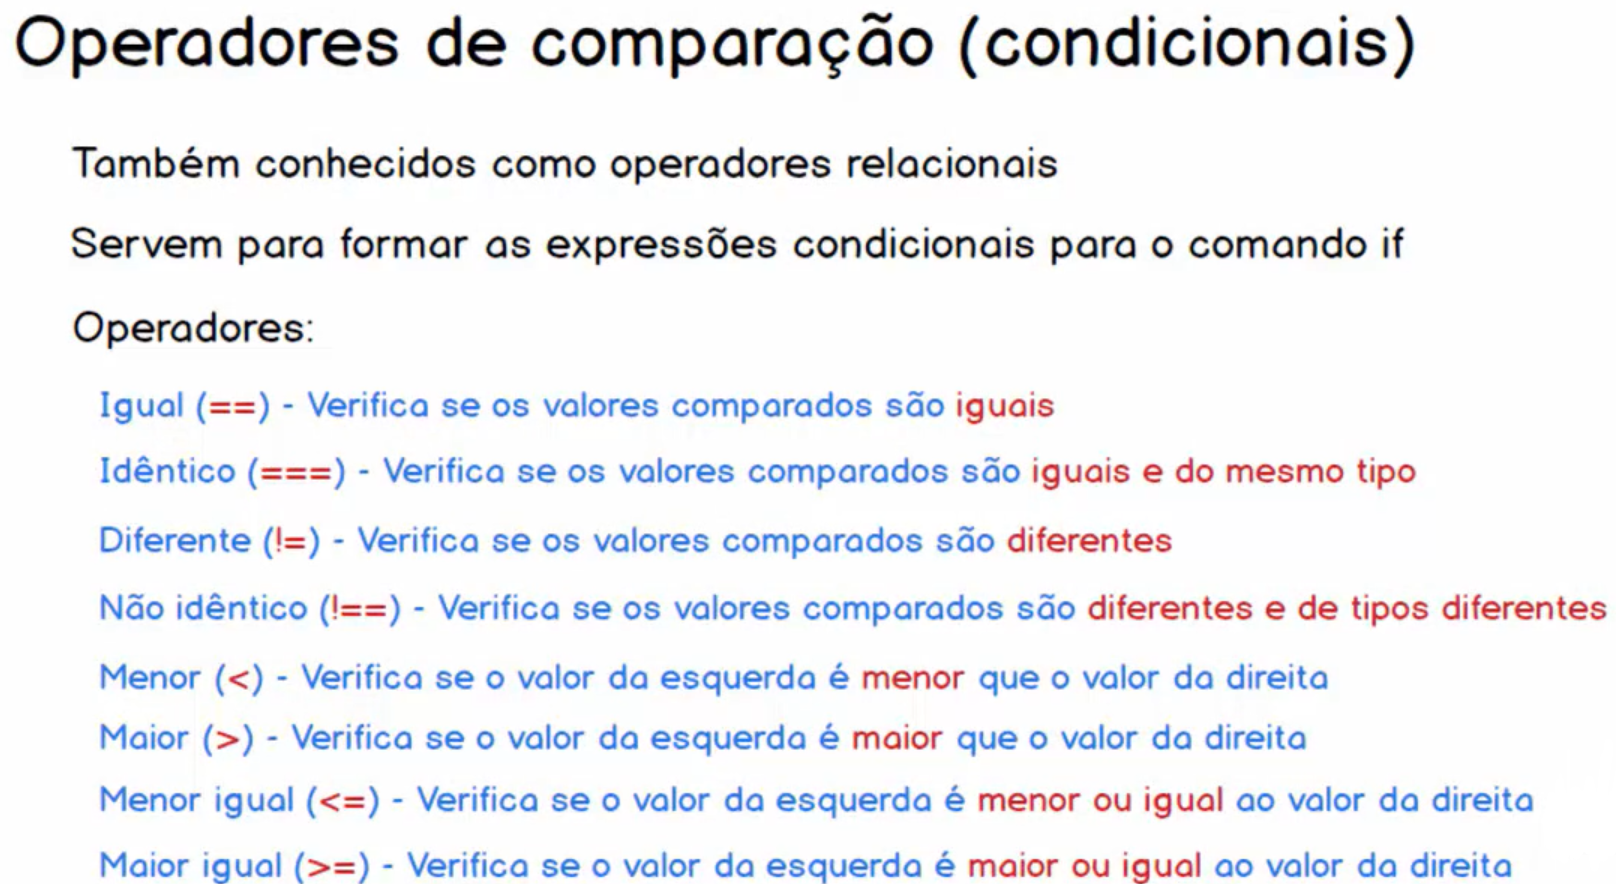 Operadores de comparação (condicionais)
Também conhecidos como operadores relacionais
Servem para formar as expressões condicionais para o comando if
Operadores:
Igual (==) - Verifica se os valores comparados são iguais
Idêntico (===) - Verifica se os valores comparados são iguais e do mesmo tipo
Diferente (!=) - Verifica se os valores comparados são diferentes
Não idêntico (!==) - Verifica se os valores comparados são diferentes e de tipos diferentes
Menor (<) - Verifica se o valor da esquerda é menor que o valor da direita
Maior (>) - Verifica se o valor da esquerda é maior que o valor da direita
Menor igual (<=) - Verifica se o valor da esquerda é menor ou igual ao valor da direita
Maior igual (>=) - Verifica se o valor da esquerda é maior ou igual ao valor da direita